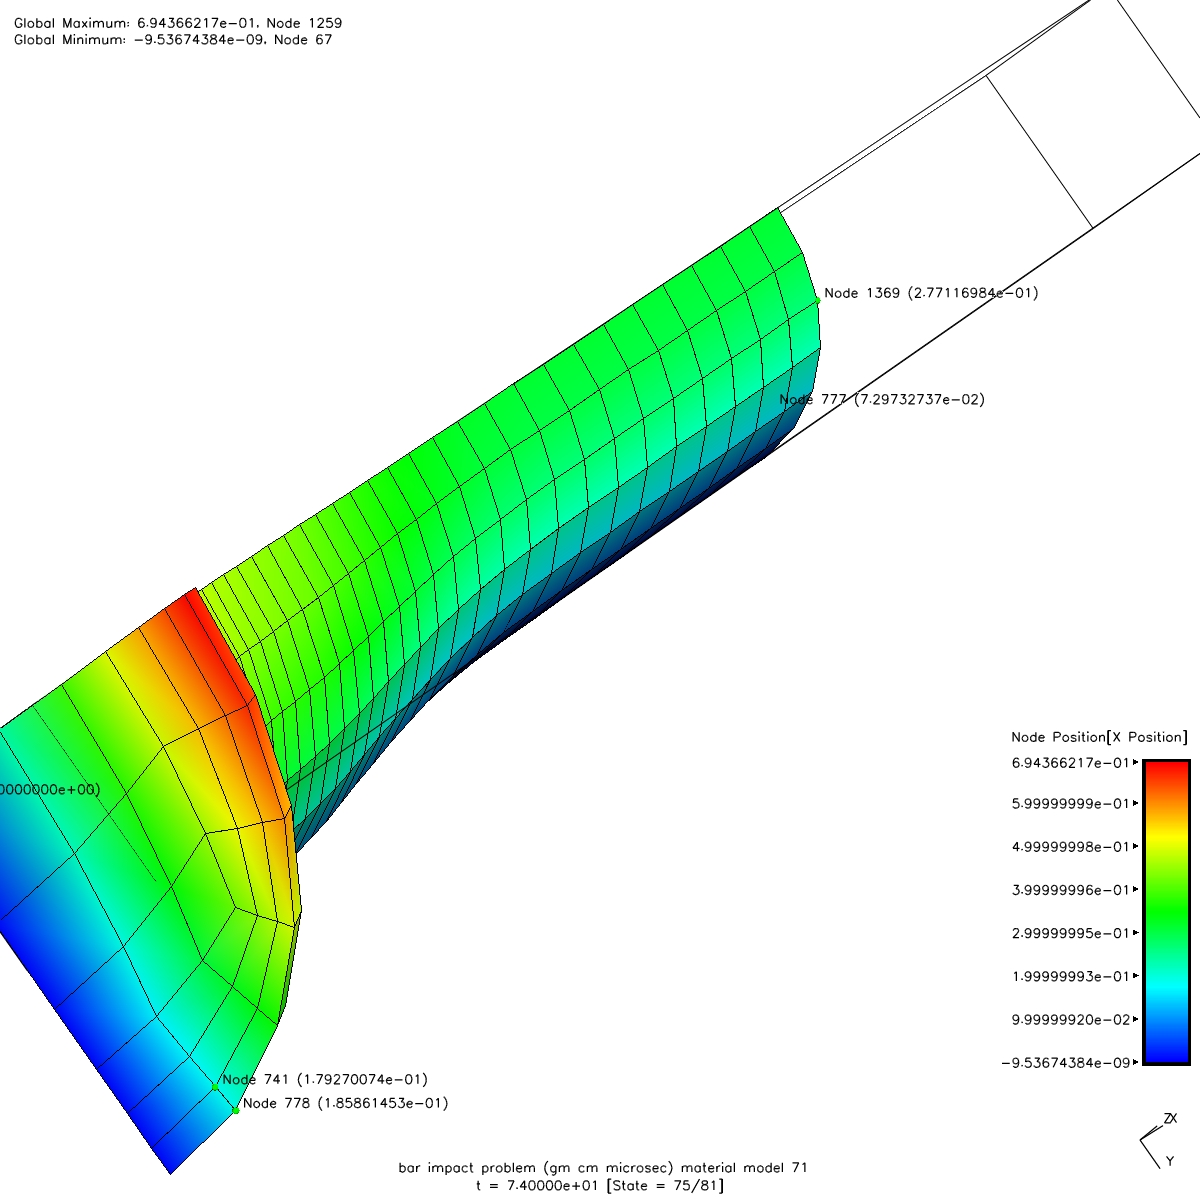 Global Maximum: 6.94366217e-01, Node 1259
Global Minimum: -9.53674384e-09, Node 67
Node 1369 (2.77116984e-01)
Node 777 (7.29732737e-02)
Node Position[X Position]
6.94366217e-01
5.99999999e-01
4.99999998e-01
3.99999996e-01
2.99999995e-01
1.99999993e-01
9.99999920e-02
-9.53674384e-09
0000000e+00)
Node 741 (1.79270074e-01)
Node 778 (1.85861453e-01)
ZX
Y
bar impact problem (gm cm microsec) material model 71
t = 7.40000e+01 [State = 75/81]